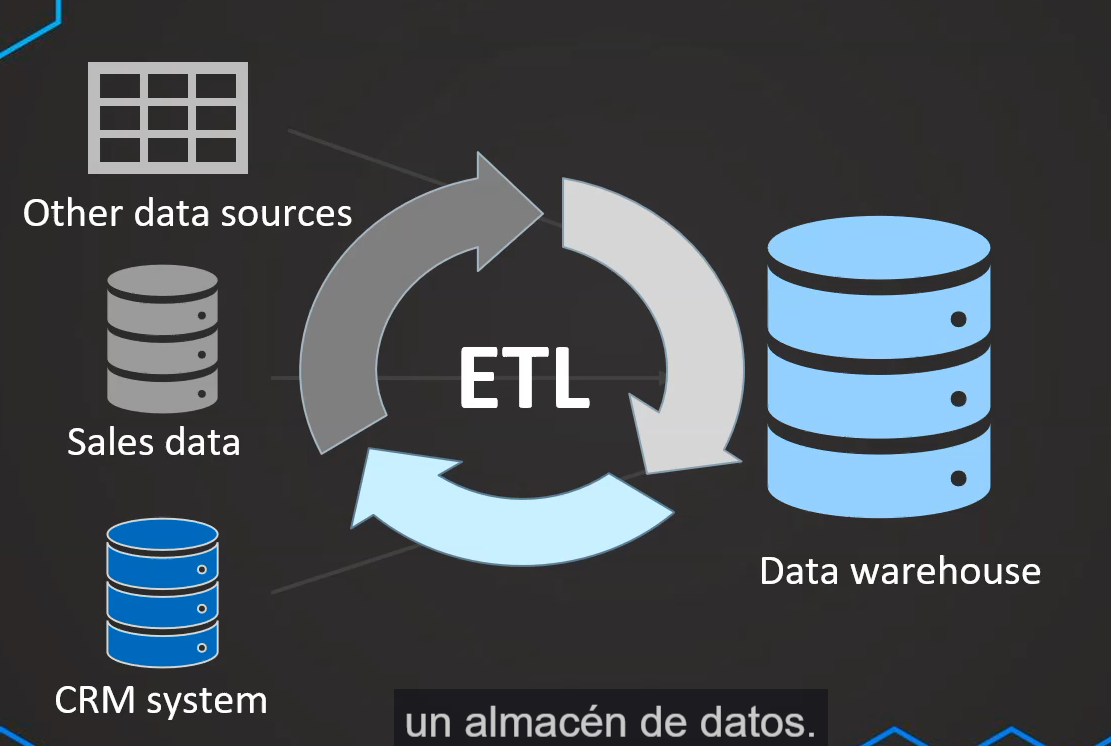 Other data sources
Sales data
CRM system
ETL
Data warehouse
un almacén de datos.